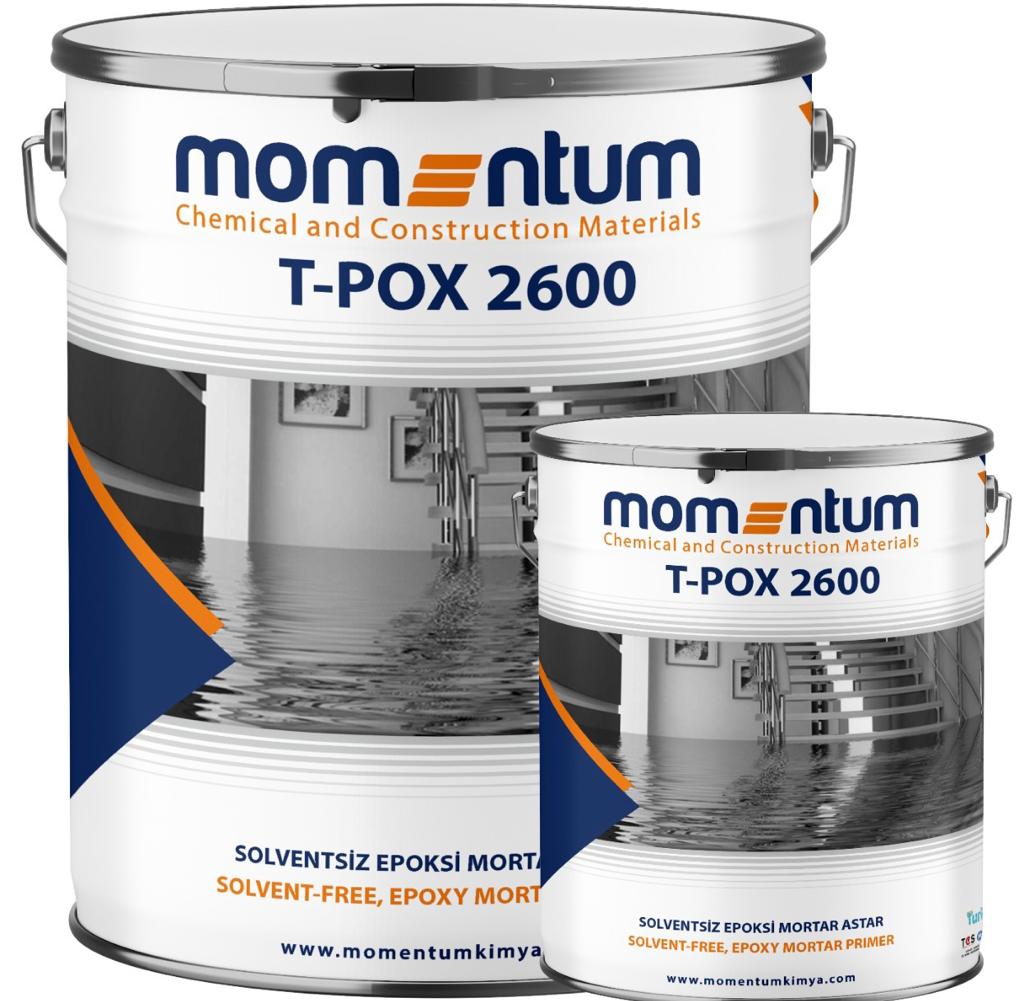 momentum
Chemical and Construction Materials
T-POX 2600
SOLVENTSİZ EPOKSİ MORTA
SOLVENT-FREE, EPOXY MORT
www.momentumkimya
momentum
Chemical and Construction Materials
T-POX 2600
SOLVENTSİZ EPOKSİ MORTAR ASTAR
SOLVENT-FREE, EPOXY MORTAR PRIMER
www.momentumkimya.com